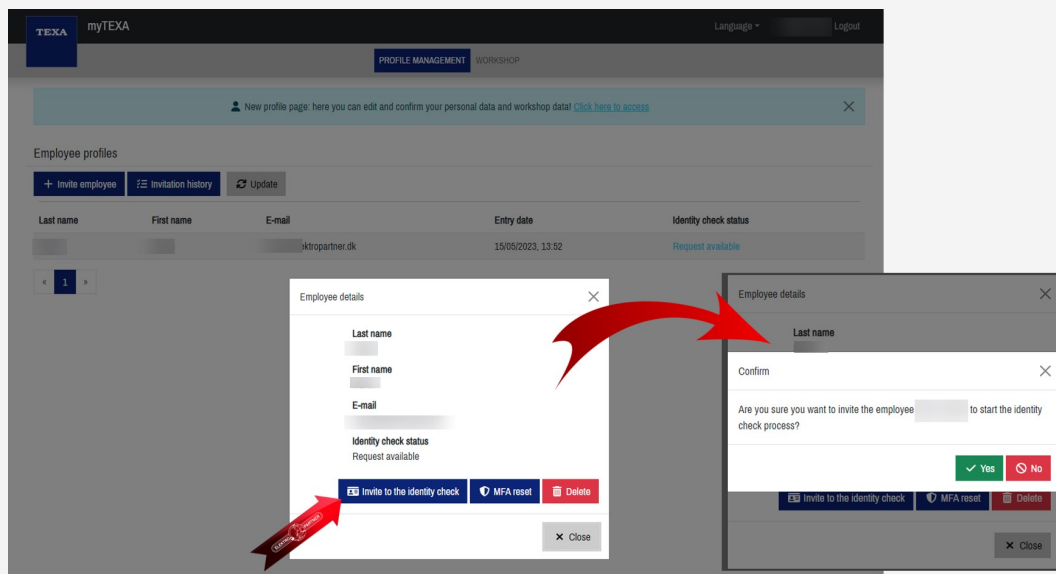 TEXA
myTEXA
Language
Logout
PROFILE MANAGEMENT
WORKSHOP
New profile page: here you can edit and confirm your personal data and workshop data! Click here to access
Employee profiles
+ Invite employee
Invitation history
Update
Last name First name E-mail Entry date Identity check status
ektropartner.dk 15/05/2023, 13:52 Request available
« 1 »
Employee details
Last name
First name
E-mail
Identity check status
Request available
Invite to the identity check
MFA reset
Delete
Close
ELEKTRO PARTNER
Employee details
Last name
Confirm
Are you sure you want to invite the employee to start the identity
check process?
Yes
No
Invite to the identity check
MFA reset
Delete
Close